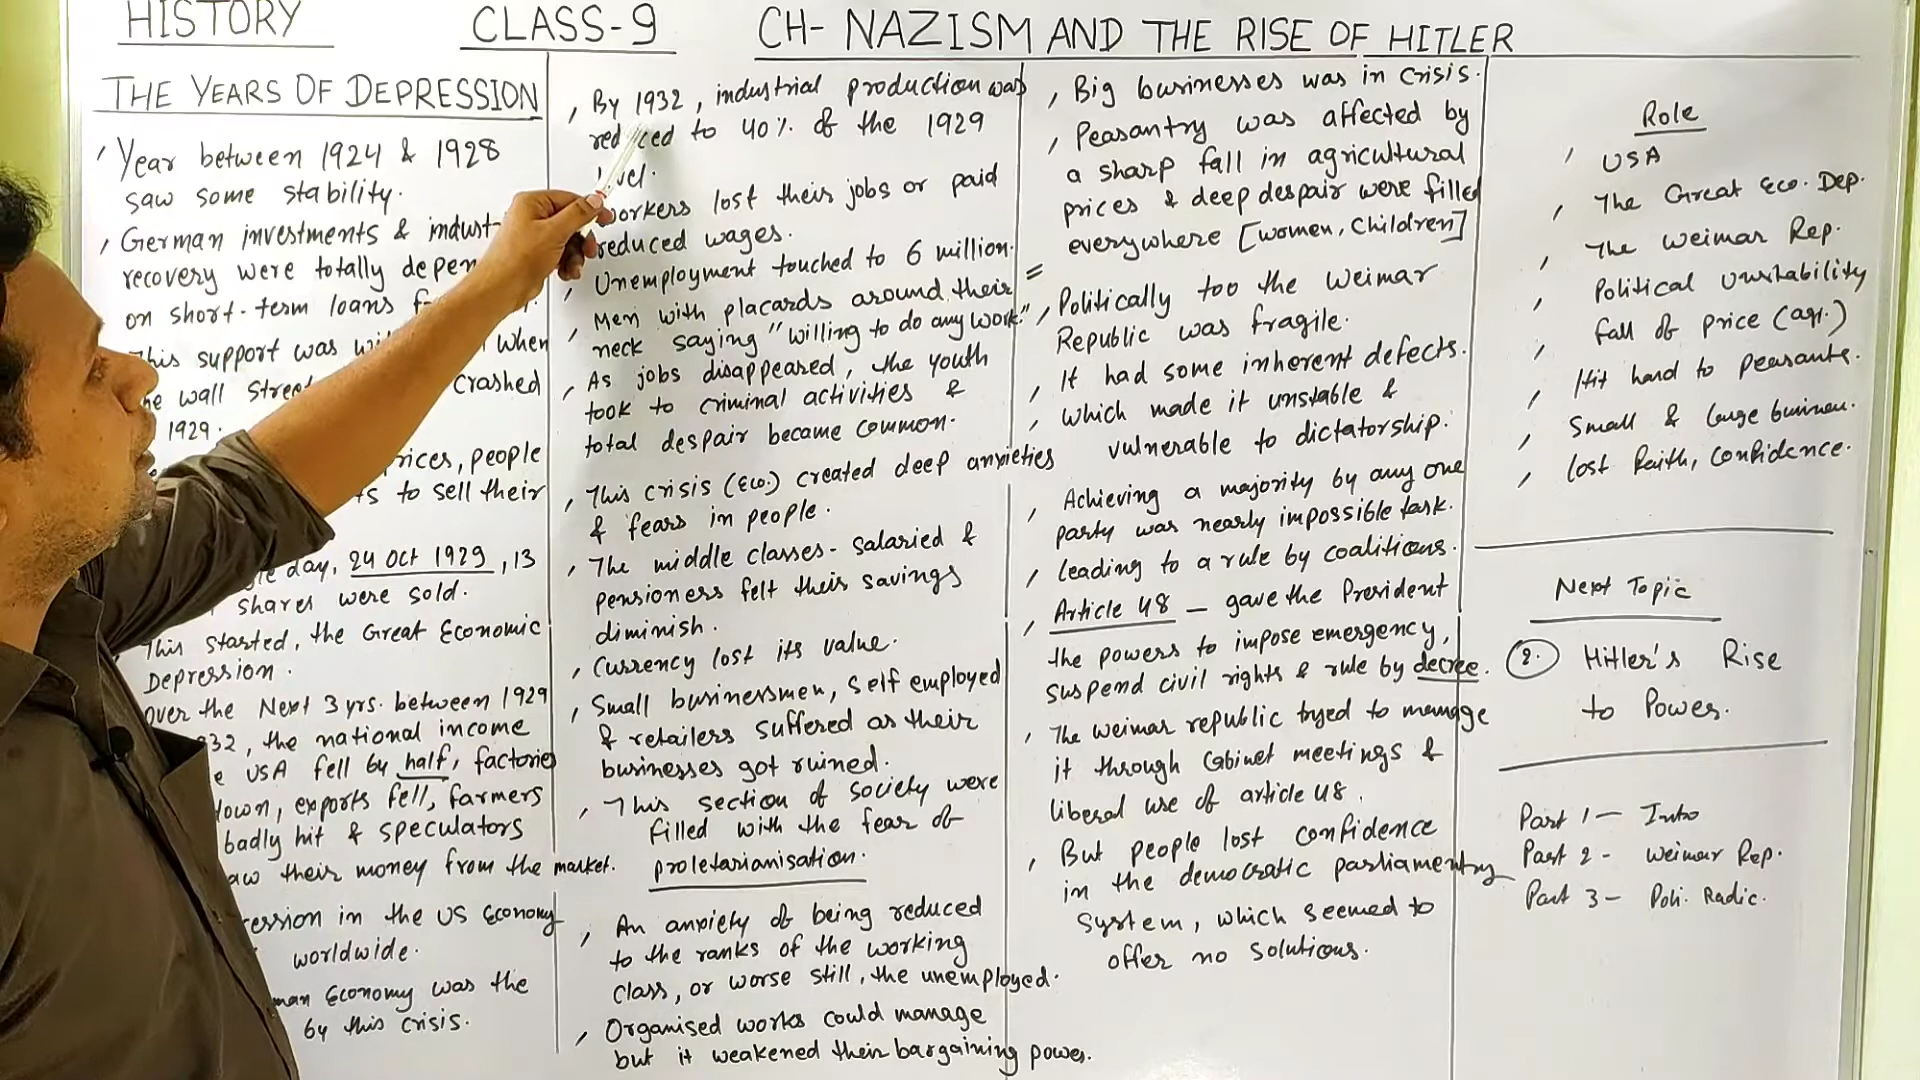 HISTORY CLASS-9 CH- NAZISM AND THE RISE OF HITLER
THE YEARS OF DEPRESSION
Year between 1924 & 1928
saw some stability.
German investments & indust-
recovery were totally depen
on short-term loans
This support was when
wall Stree crashed
1929.
rices, people
ts to sell their
day, 24 Oct 1929, 13
shares were sold.
This started, the Great Economic
Depression.
over the Next 3 yrs. between 1929
32, the national income
USA fell by half, factories
down, exports fell, farmers
badly hit & speculators
aw their money from the market.
ession in the US Economy
worldwide.
man Economy was the
by this crisis.
By 1932, industrial production was
reduced to 40% of the 1929
level.
workers lost their jobs or paid
reduced wages.
Unemployment touched to 6 million.
Men with placards around their
neck saying "willing to do any work."
As jobs disappeared, the youth
took to criminal activities &
total despair became common.
This crisis (Eco.) created deep anxieties
& fears in people.
The middle classes- salaried &
pensioners felt their savings
diminish.
Currency lost its value.
Small businessmen, self employed
& retailers suffered as their
businesses got ruined.
This section of society were
filled with the fear of
proletarianisation.
An anxiety of being reduced
to the ranks of the working
class, or worse still, the unemployed.
Organised works could manage
but it weakened their bargaining power.
Big businesses was in crisis.
Peasantry was affected by
a sharp fall in agricultural
prices & deep despair were filled
everywhere [women, Children]
Politically too the Weimar
Republic was fragile.
It had some inherent defects.
which made it unstable &
vulnerable to dictatorship.
Achieving a majority by any one
party was nearly impossible task.
leading to a rule by coalitions.
Article 48 — gave the President
the powers to impose emergency,
suspend civil rights & rule by decree.
The weimar republic tryed to manage
it through Cabinet meetings &
liberal use of article 48.
But people lost confidence
in the democratic parliamentry
system, which seemed to
offer no solutions.
Role
USA
The Great Eco. Dep.
The Weimar Rep.
Political Unstability
fall of price (agri.)
Hit hard to peasants.
Small & large businew.
lost faith, confidence.
Next Topic
2. Hitler's Rise
to Power.
Part 1 — Into
Part 2 - Weimar Rep.
Part 3 — Poli. Radic.